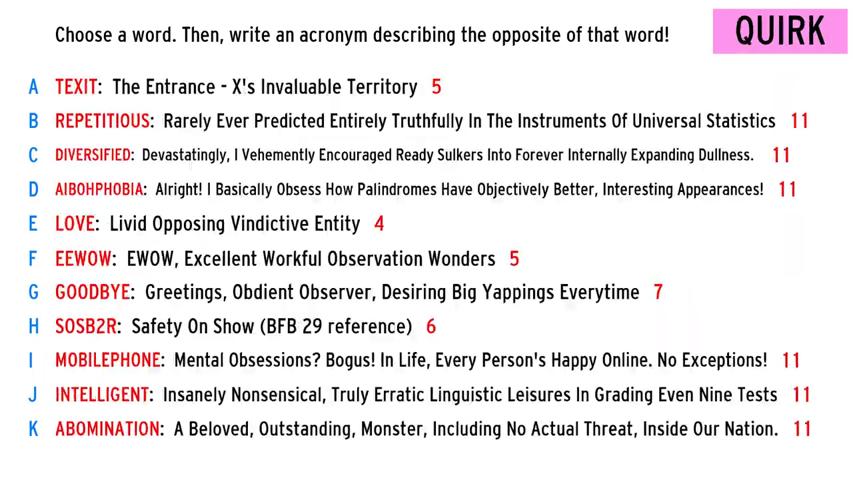 Choose a word. Then, write an acronym describing the opposite of that word!
QUIRK
A TEXIT: The Entrance - X's Invaluable Territory 5
B REPETITIOUS: Rarely Ever Predicted Entirely Truthfully In The Instruments Of Universal Statistics 11
C DIVERSIFIED: Devastatingly, I Vehemently Encouraged Ready Sulkers Into Forever Internally Expanding Dullness. 11
D AIBOHPHOBIA: Alright! I Basically Obsess How Palindromes Have Objectively Better, Interesting Appearances! 11
E LOVE: Livid Opposing Vindictive Entity 4
F EEWOW: EWOW, Excellent Workful Observation Wonders 5
G GOODBYE: Greetings, Obdient Observer, Desiring Big Yappings Everytime 7
H SOSB2R: Safety On Show (BFB 29 reference) 6
I MOBILEPHONE: Mental Obsessions? Bogus! In Life, Every Person's Happy Online. No Exceptions! 11
J INTELLIGENT: Insanely Nonsensical, Truly Erratic Linguistic Leisures In Grading Even Nine Tests 11
K ABOMINATION: A Beloved, Outstanding, Monster, Including No Actual Threat, Inside Our Nation. 11